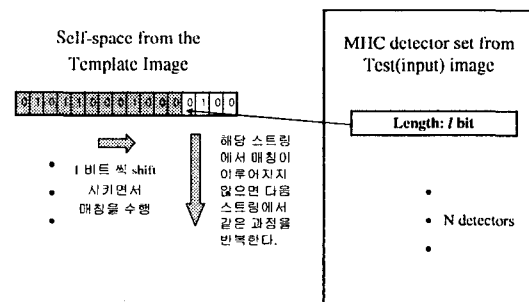 Self-space from the
Template Image
0 1 0 1 1 0 0 0 1 0 0 0 0 1 0 0
1 비트 씩 shift
시키면서
매칭을 수행
해당 스트링
에서 매칭이
이루어지지
않으면 다음
스트링에서
같은 과정을
반복한다.
MHC detector set from
Test(input) image
Length: l bit
N detectors